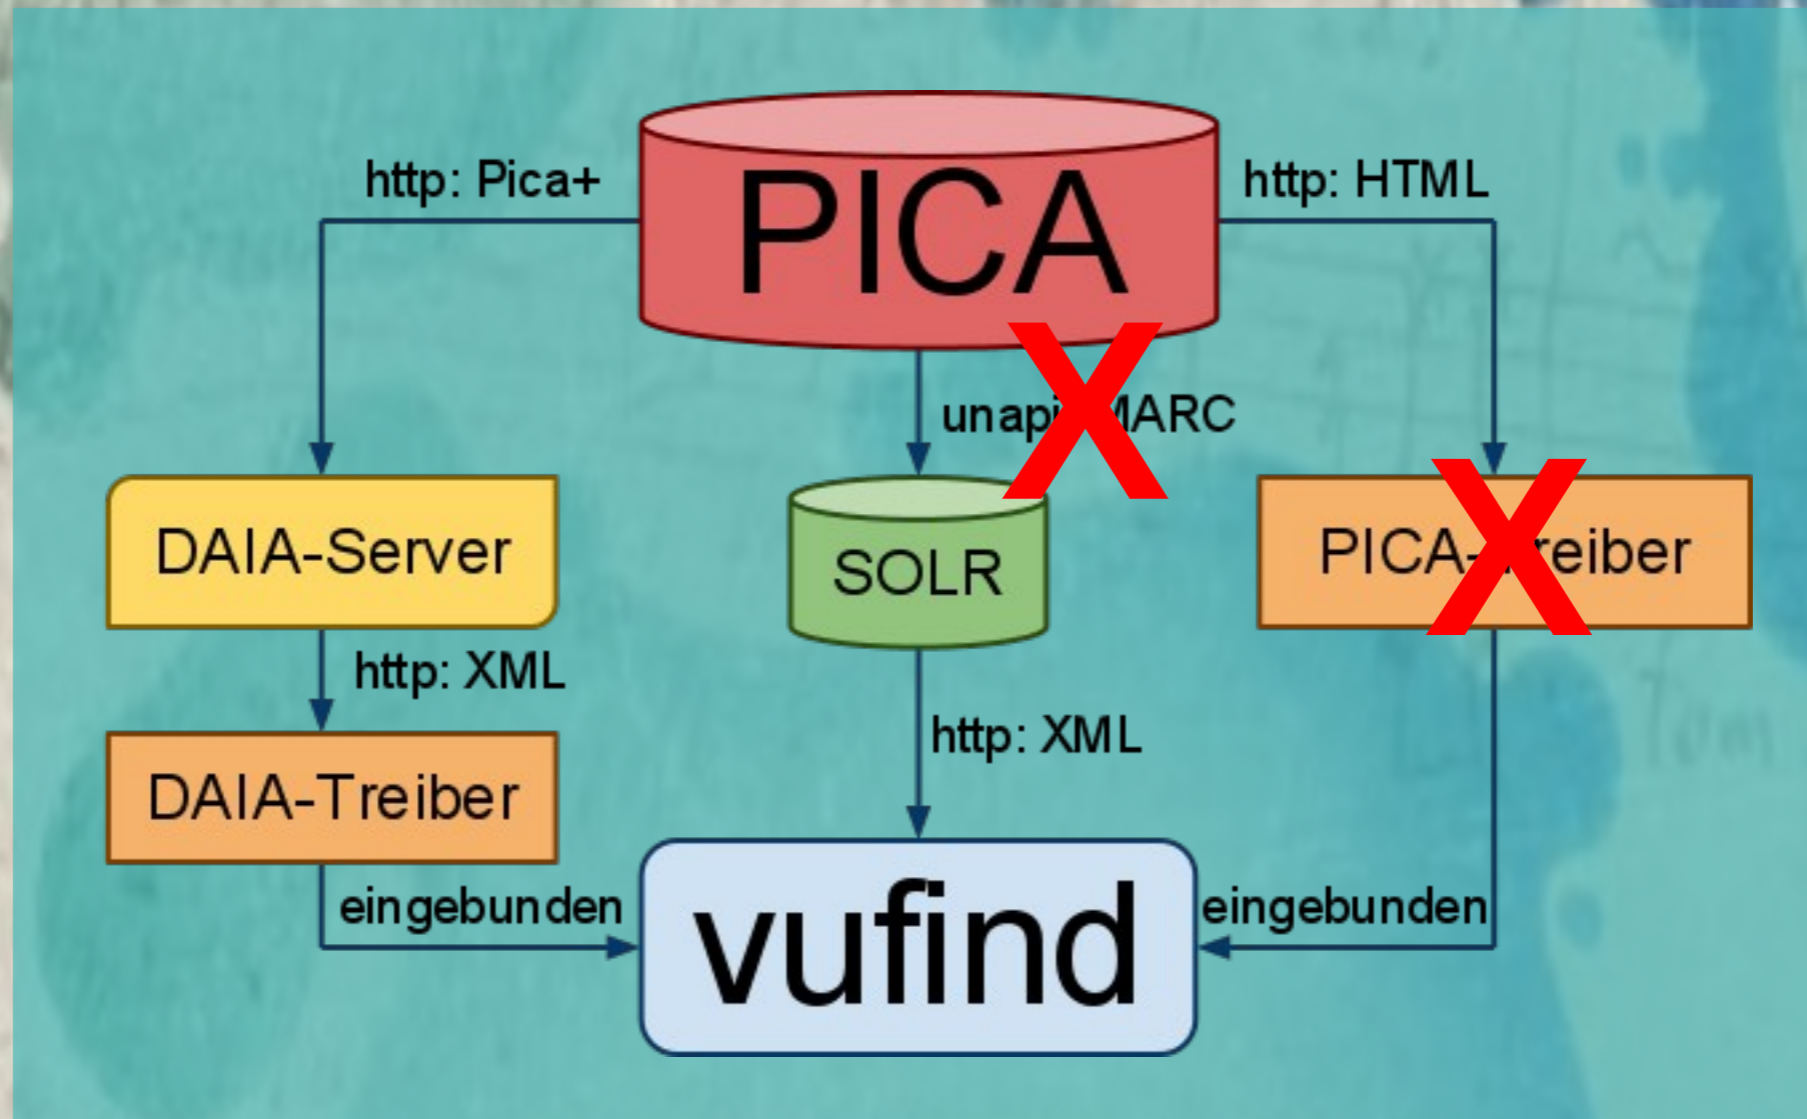 PICA
http: Pica+
http: HTML
unapi MARC
X
DAIA-Server
SOLR
PICA-Treiber
X
http: XML
http: XML
DAIA-Treiber
eingebunden
vufind
eingebunden